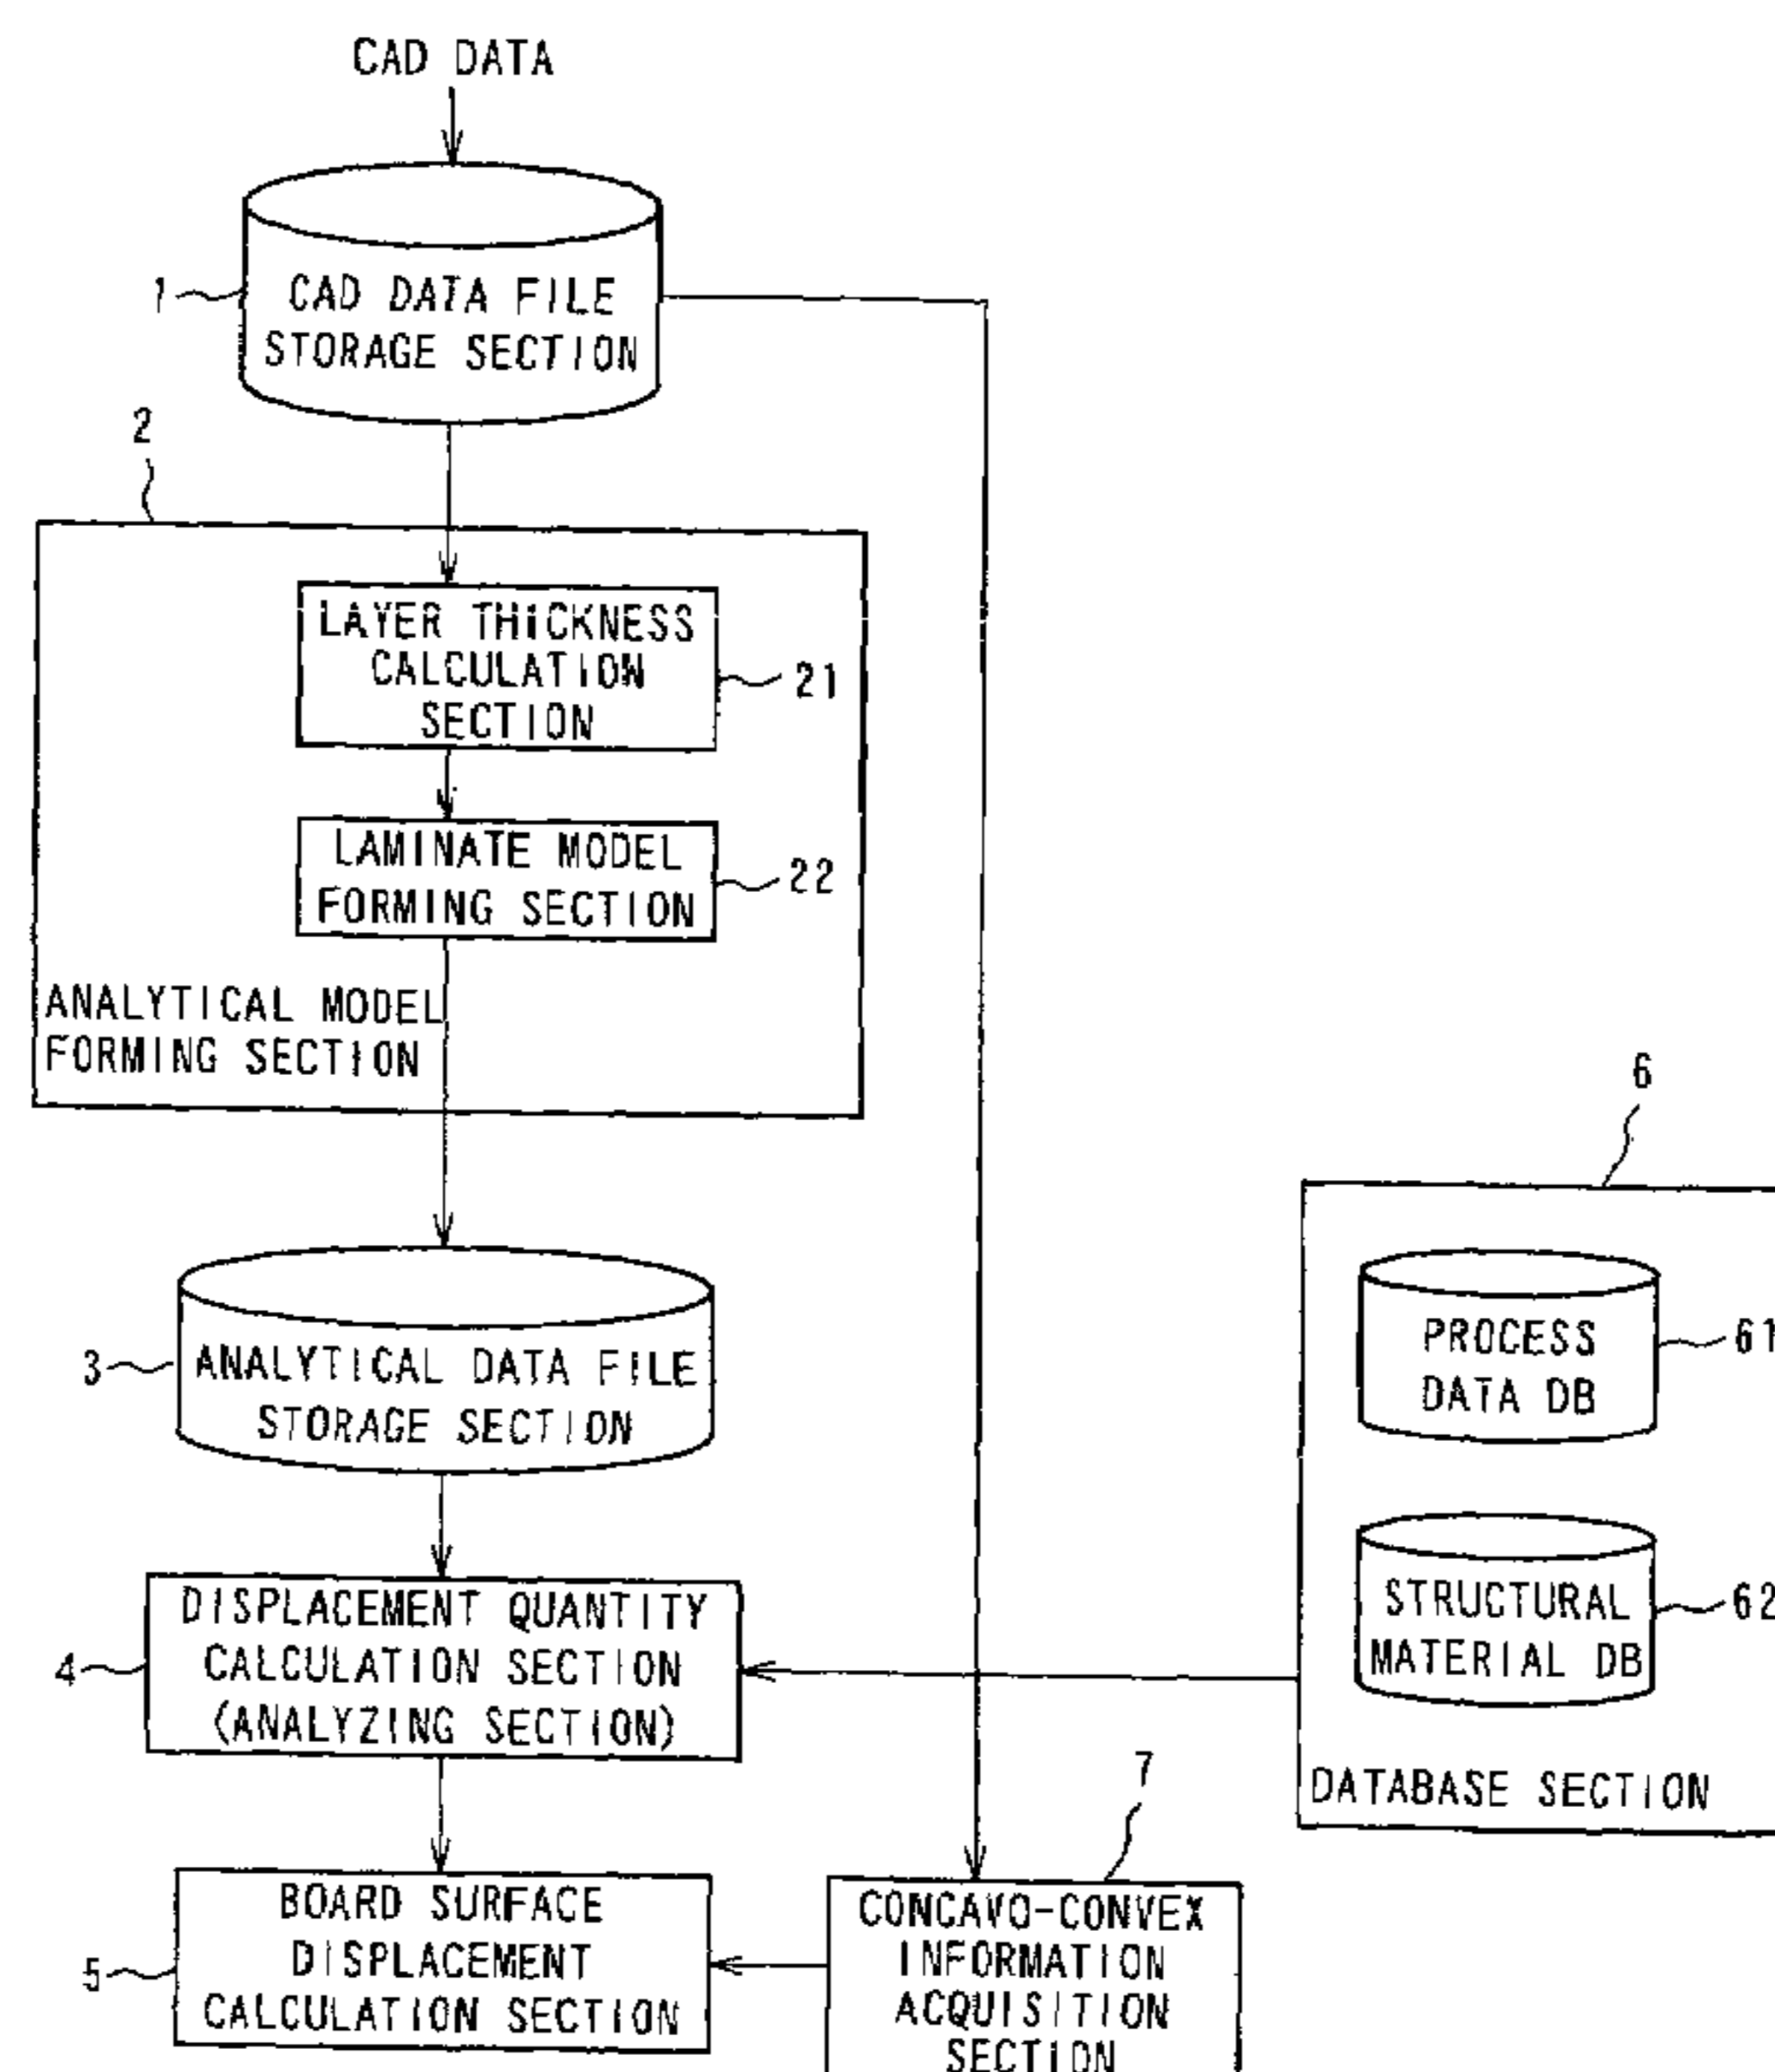 CAD DATA
1
CAD DATA FILE
STORAGE SECTION
2
LAYER THICKNESS
CALCULATION
SECTION
21
LAMINATE MODEL
FORMING SECTION
22
ANALYTICAL MODEL
FORMING SECTION
6
3
ANALYTICAL DATA FILE
STORAGE SECTION
PROCESS
DATA DB
61
STRUCTURAL
MATERIAL DB
62
DATABASE SECTION
4
DISPLACEMENT QUANTITY
CALCULATION SECTION
(ANALYZING SECTION)
7
5
BOARD SURFACE
DISPLACEMENT
CALCULATION SECTION
CONCAVO-CONVEX
INFORMATION
ACQUISITION
SECTION